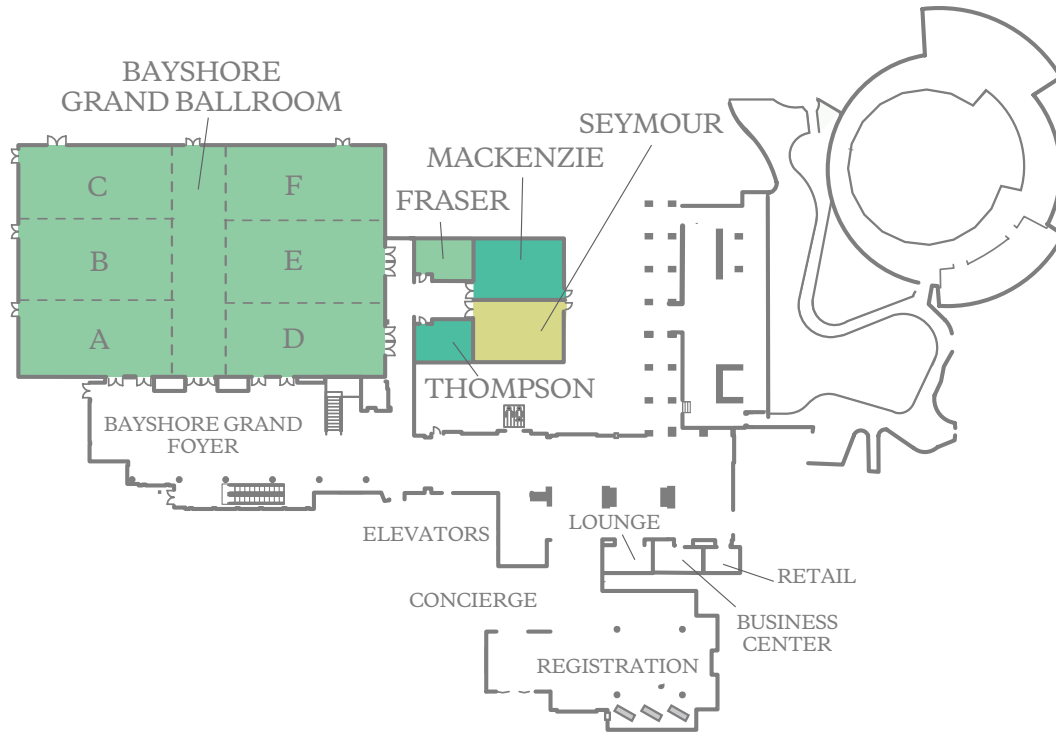 BAYSHORE
GRAND BALLROOM
SEYMOUR
MACKENZIE
FRASER
C
F
B
E
A
D
THOMPSON
BAYSHORE GRAND
FOYER
ELEVATORS
LOUNGE
RETAIL
CONCIERGE
BUSINESS
CENTER
REGISTRATION